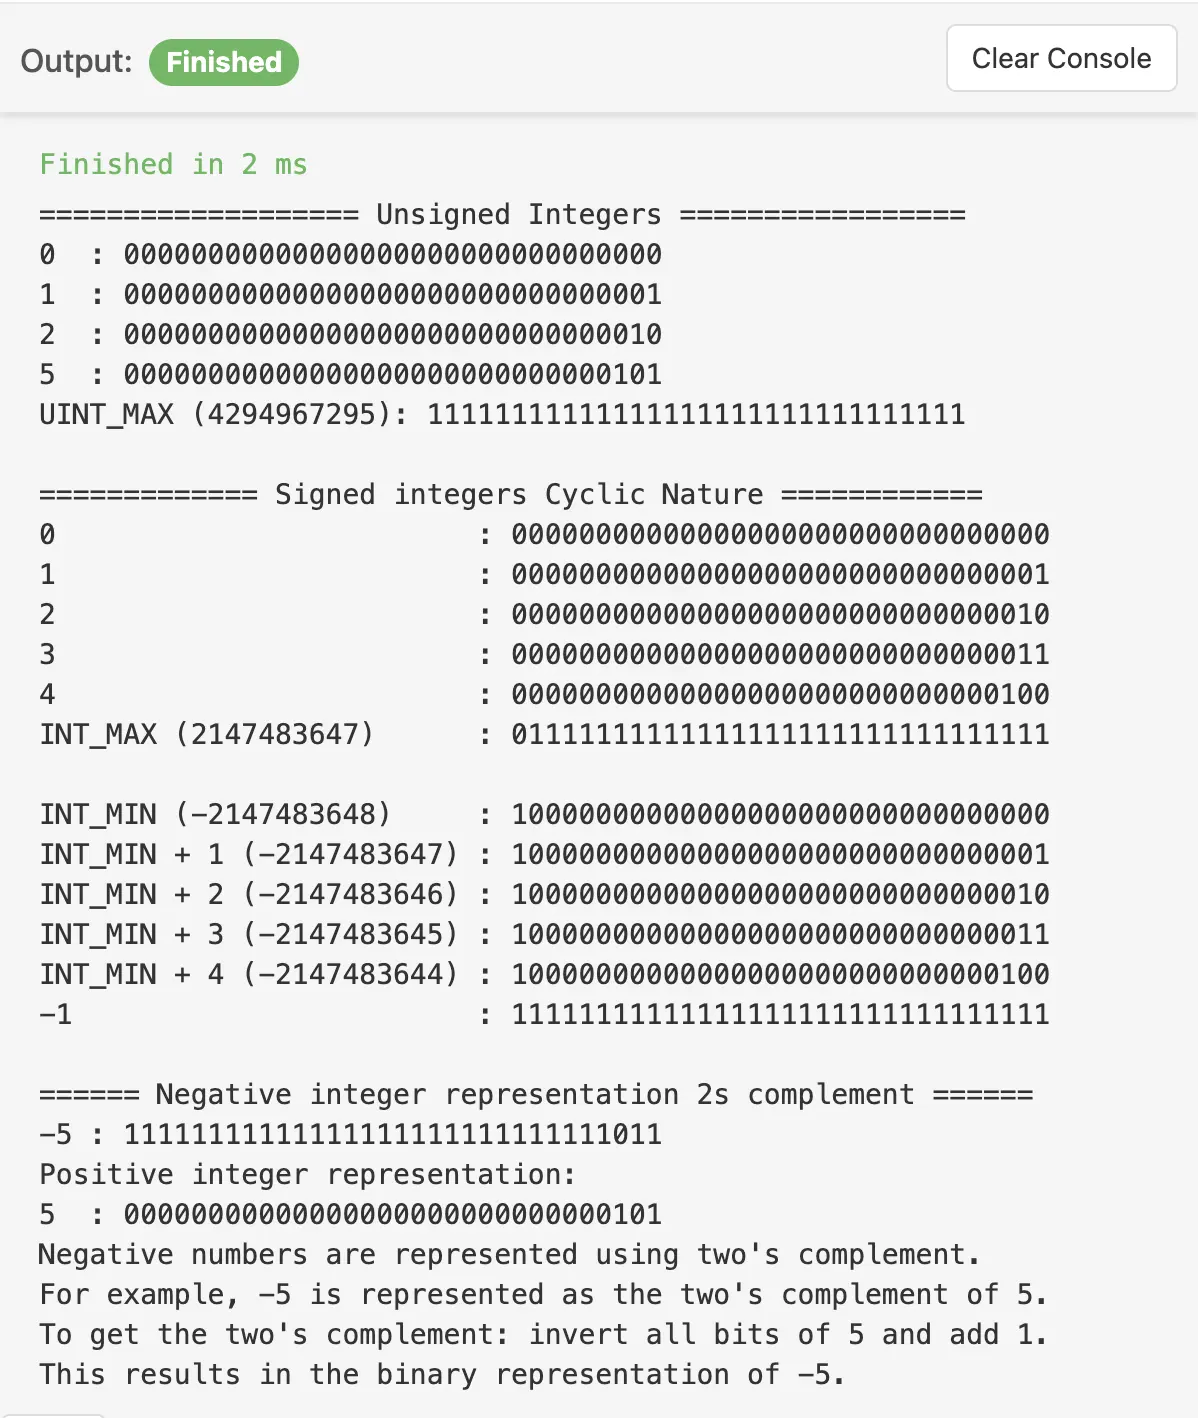 Output: Finished Clear Console
Finished in 2 ms
=================== Unsigned Integers =================
0  : 00000000000000000000000000000000
1  : 00000000000000000000000000000001
2  : 00000000000000000000000000000010
5  : 00000000000000000000000000000101
UINT_MAX (4294967295): 11111111111111111111111111111111
============= Signed integers Cyclic Nature ============
0                         : 00000000000000000000000000000000
1                         : 00000000000000000000000000000001
2                         : 00000000000000000000000000000010
3                         : 00000000000000000000000000000011
4                         : 00000000000000000000000000000100
INT_MAX (2147483647)      : 01111111111111111111111111111111
INT_MIN (-2147483648)     : 10000000000000000000000000000000
INT_MIN + 1 (-2147483647) : 10000000000000000000000000000001
INT_MIN + 2 (-2147483646) : 10000000000000000000000000000010
INT_MIN + 3 (-2147483645) : 10000000000000000000000000000011
INT_MIN + 4 (-2147483644) : 10000000000000000000000000000100
-1                        : 11111111111111111111111111111111
====== Negative integer representation 2s complement ======
-5 : 11111111111111111111111111111011
Positive integer representation:
5  : 00000000000000000000000000000101
Negative numbers are represented using two's complement.
For example, -5 is represented as the two's complement of 5.
To get the two's complement: invert all bits of 5 and add 1.
This results in the binary representation of -5.